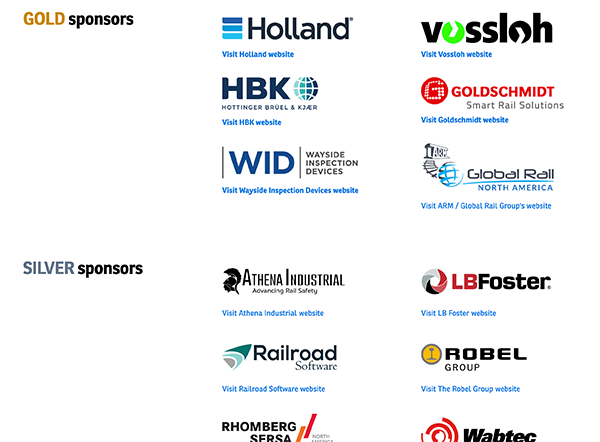 GOLD sponsors
Holland
Visit Holland website
vossloh
Visit Vossloh website
HBK
HOTTINGER BRÜEL & KJÆR
Visit HBK website
GOLDSCHMIDT
Smart Rail Solutions
Visit Goldschmidt website
WID
WAYSIDE
INSPECTION
DEVICES
Visit Wayside Inspection Devices website
ARM
Global Rail
NORTH AMERICA
Visit ARM / Global Rail Group's website
SILVER sponsors
ATHENA INDUSTRIAL
Advancing Rail Safety
Visit Athena Industrial website
LBFoster
Visit LB Foster website
Railroad
Software
Visit Railroad Software website
ROBEL
GROUP
Visit The Robel Group website
RHOMBERG
SERSA
NORTH
AMERICA
Wabtec